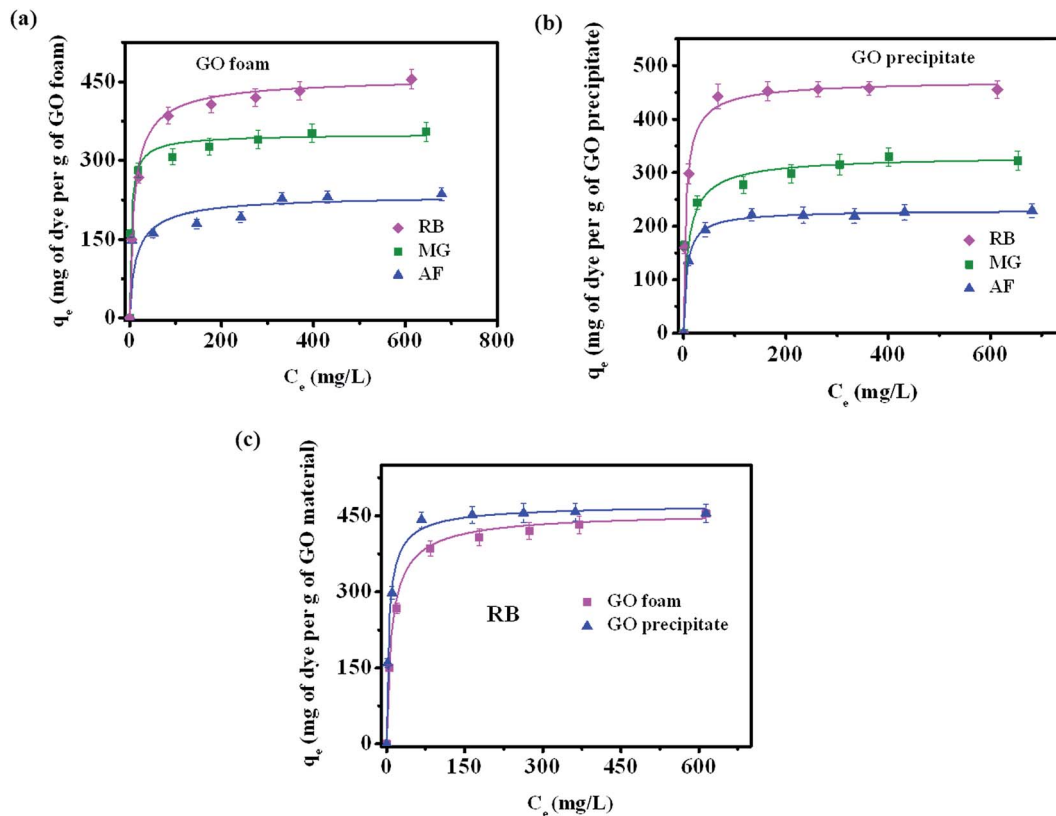 (a)
q_e (mg of dye per g of GO foam)
450
300
150
0
GO foam
RB
MG
AF
0 200 400 600 800
C_e (mg/L)
(b)
q_e (mg of dye per g of GO precipitate)
500
400
300
200
100
0
GO precipitate
RB
MG
AF
0 200 400 600
C_e (mg/L)
(c)
q_e (mg of dye per g of GO material)
450
300
150
0
GO foam
RB
GO precipitate
0 150 300 450 600
C_e (mg/L)